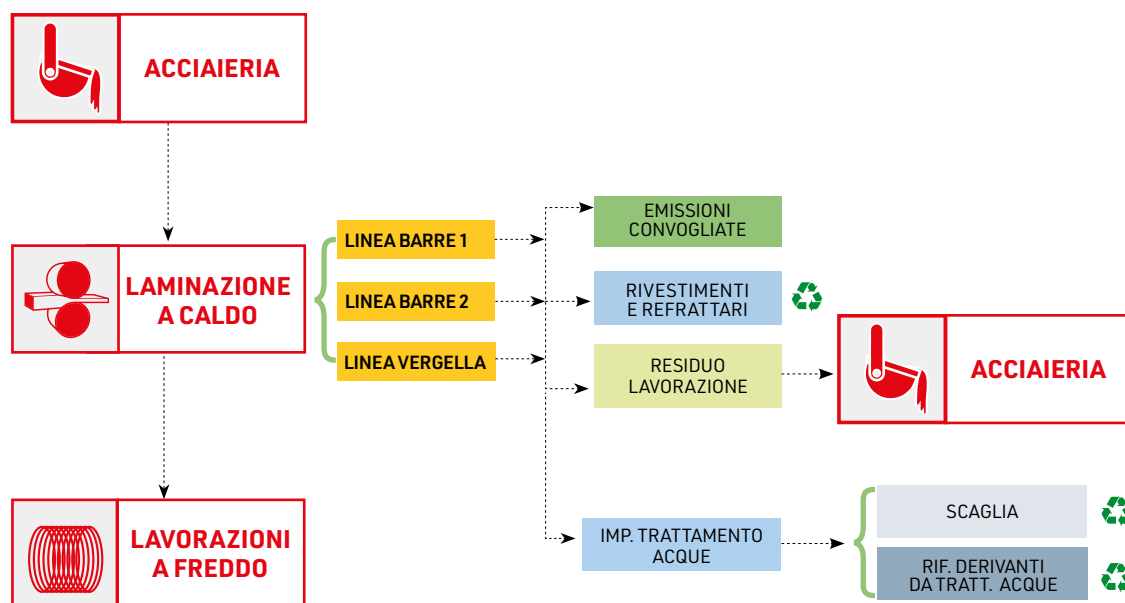 ACCIAIERIA
LAMINAZIONE
A CALDO
LINEA BARRE 1
LINEA BARRE 2
LINEA VERGELLA
EMISSIONI
CONVOGLIATE
RIVESTIMENTI
E REFRATTARI
RESIDUO
LAVORAZIONE
ACCIAIERIA
LAVORAZIONI
A FREDDO
IMP. TRATTAMENTO
ACQUE
SCAGLIA
RIF. DERIVANTI
DA TRATT. ACQUE